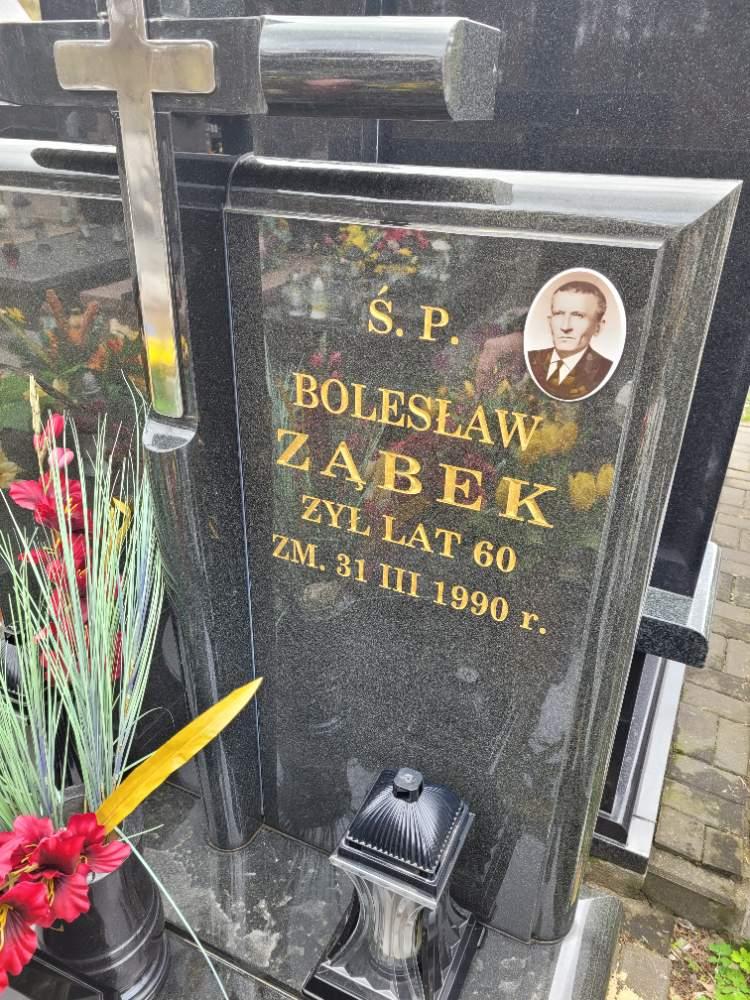 Ś. P.
BOLESŁAW
ZĄBEK
ŻYŁ LAT 60
ZM. 31 III 1990 r.